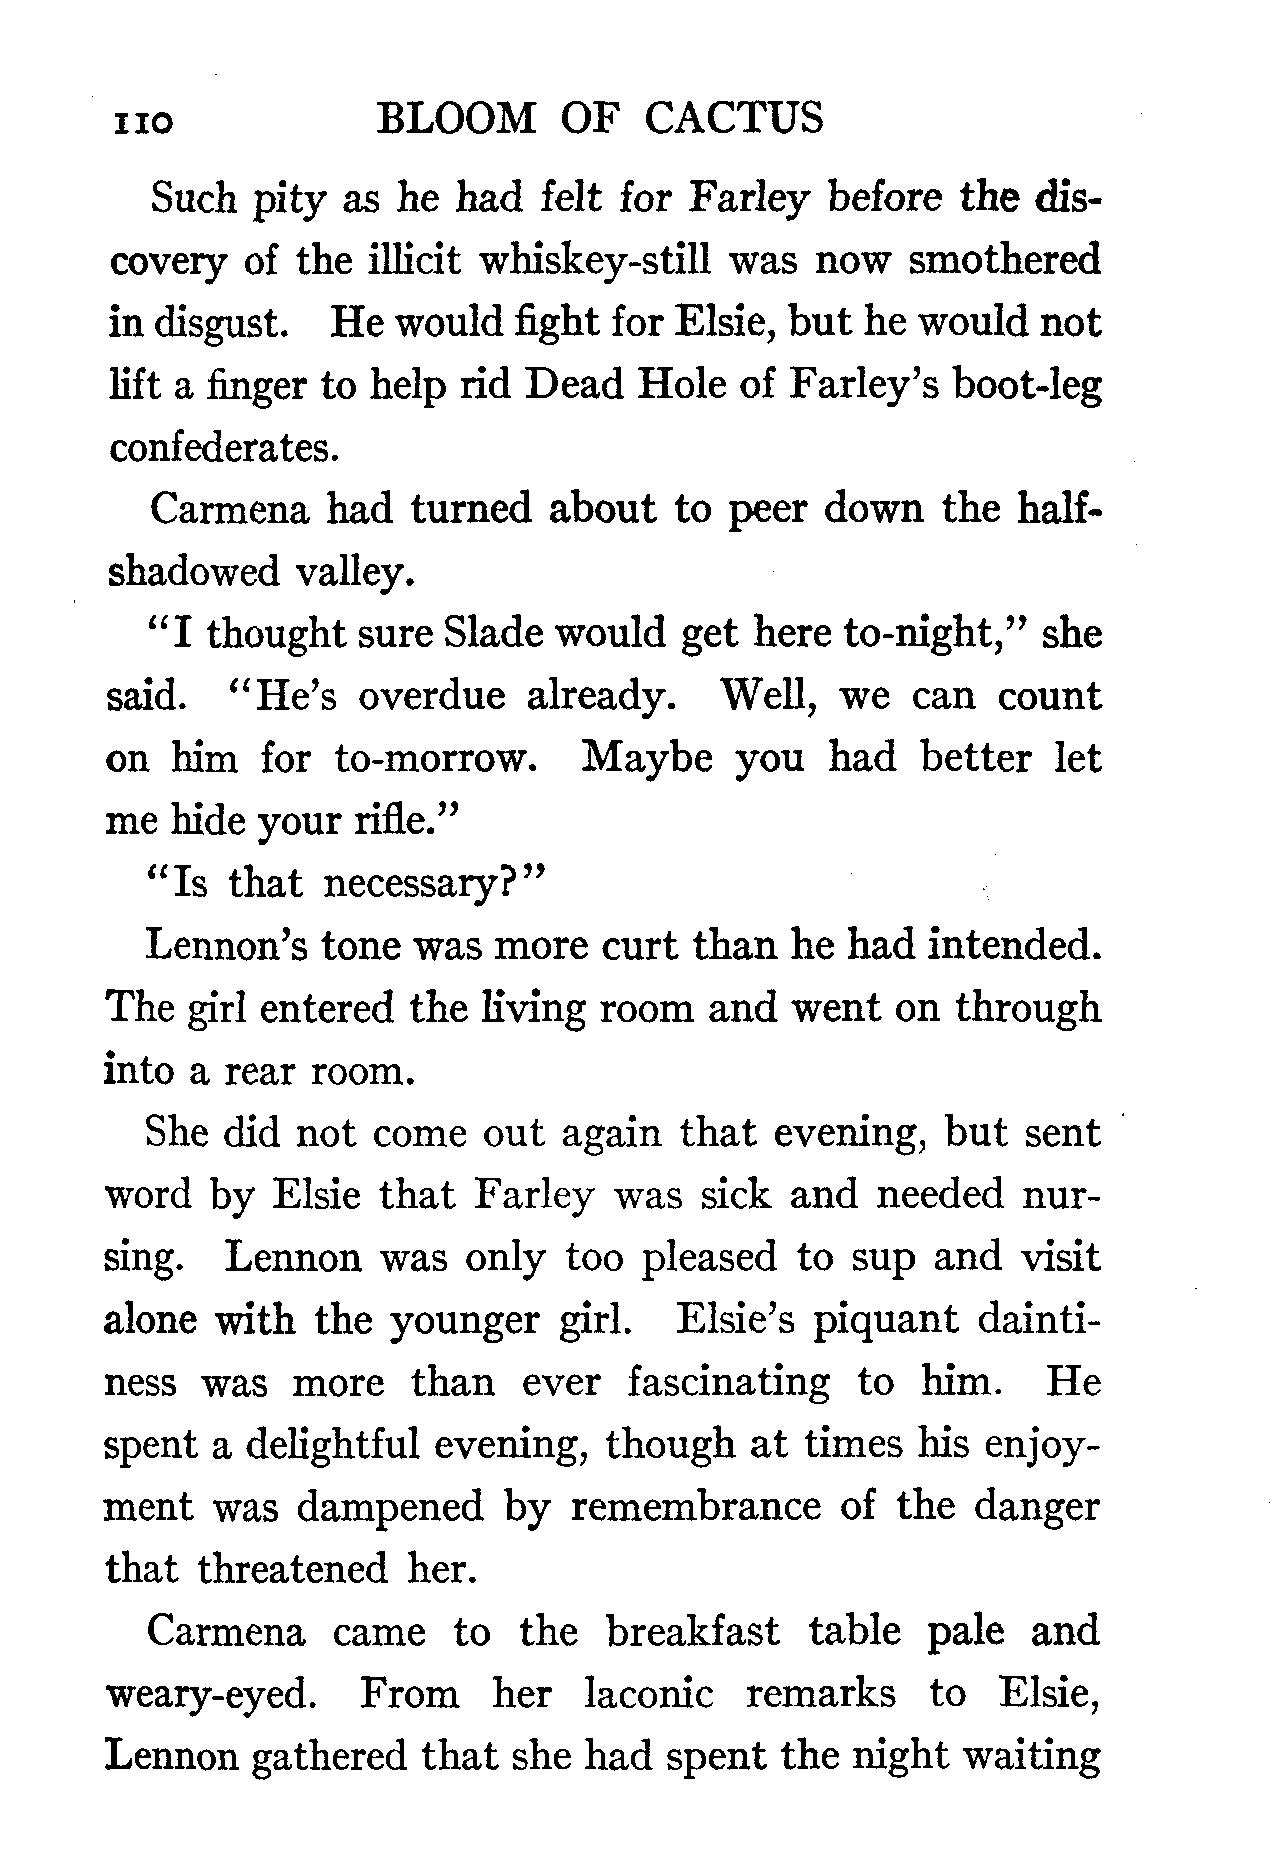 110 BLOOM OF CACTUS
Such pity as he had felt for Farley before the dis-
covery of the illicit whiskey-still was now smothered
in disgust. He would fight for Elsie, but he would not
lift a finger to help rid Dead Hole of Farley's boot-leg
confederates.
Carmena had turned about to peer down the half-
shadowed valley.
"I thought sure Slade would get here to-night," she
said. "He's overdue already. Well, we can count
on him for to-morrow. Maybe you had better let
me hide your rifle."
"Is that necessary?"
Lennon's tone was more curt than he had intended.
The girl entered the living room and went on through
into a rear room.
She did not come out again that evening, but sent
word by Elsie that Farley was sick and needed nur-
sing. Lennon was only too pleased to sup and visit
alone with the younger girl. Elsie's piquant dainti-
ness was more than ever fascinating to him. He
spent a delightful evening, though at times his enjoy-
ment was dampened by remembrance of the danger
that threatened her.
Carmena came to the breakfast table pale and
weary-eyed. From her laconic remarks to Elsie,
Lennon gathered that she had spent the night waiting